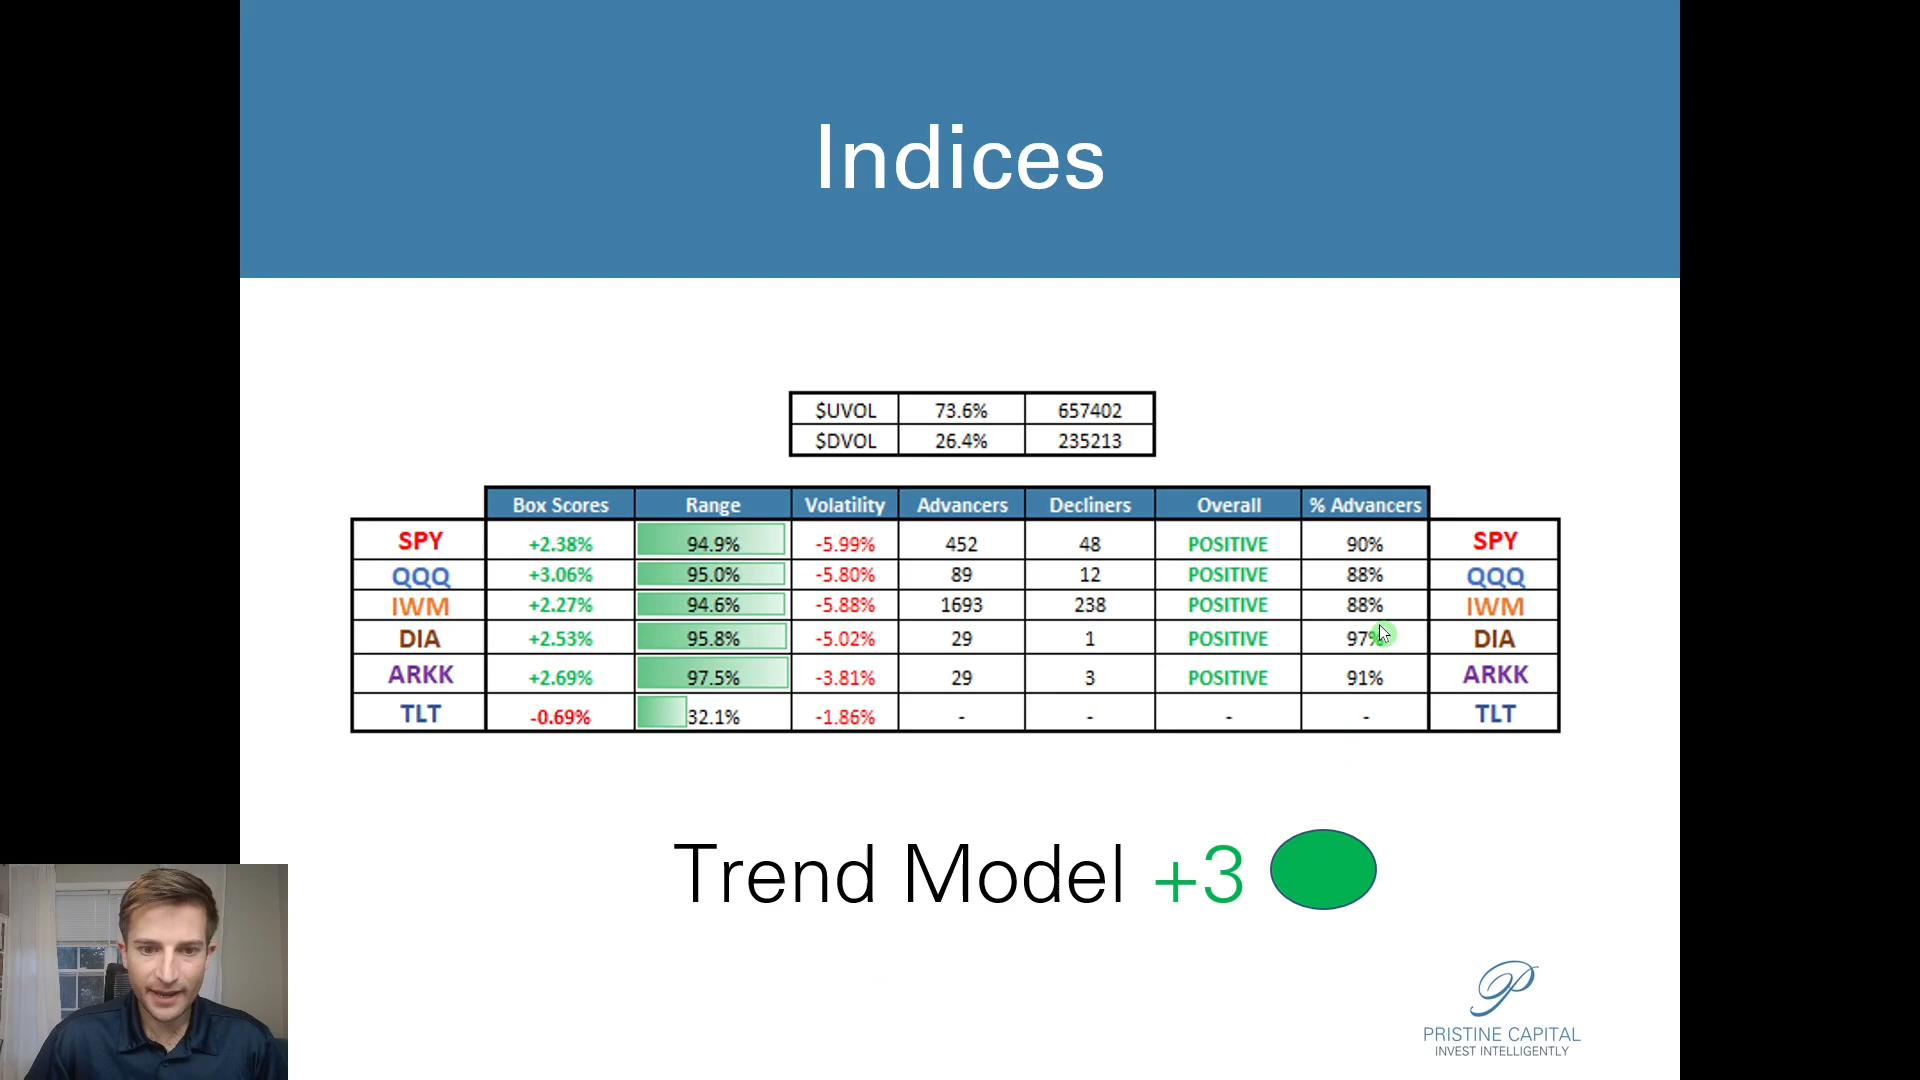 Indices
$UVOL 73.6% 657402
$DVOL 26.4% 235213
Box Scores Range Volatility Advancers Decliners Overall % Advancers
SPY +2.38% 94.9% -5.99% 452 48 POSITIVE 90% SPY
QQQ +3.06% 95.0% -5.80% 89 12 POSITIVE 88% QQQ
IWM +2.27% 94.6% -5.88% 1693 238 POSITIVE 88% IWM
DIA +2.53% 95.8% -5.02% 29 1 POSITIVE 97% DIA
ARKK +2.69% 97.5% -3.81% 29 3 POSITIVE 91% ARKK
TLT -0.69% 32.1% -1.86% - - - - TLT
Trend Model +3
PRISTINE CAPITAL
INVEST INTELLIGENTLY